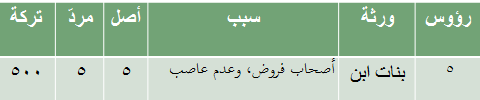 رؤوس ورثة سبب أصل مردَ تركة
٥ بنات ابن أصحاب فروض، وعدم عاصب ٥ ٥ ٥٠٠